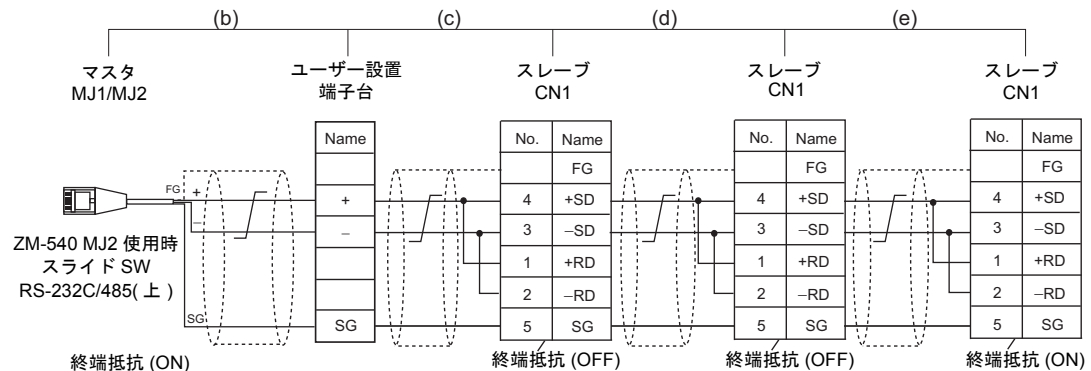 (b) (c) (d) (e)
マスタ
MJ1/MJ2
ユーザー設置
端子台
スレーブ
CN1
スレーブ
CN1
スレーブ
CN1
Name
+
−
SG
No. Name
FG
4 +SD
3 −SD
1 +RD
2 −RD
5 SG
No. Name
FG
4 +SD
3 −SD
1 +RD
2 −RD
5 SG
No. Name
FG
4 +SD
3 −SD
1 +RD
2 −RD
5 SG
FG +
−
SG
ZM-540 MJ2 使用時
スライド SW
RS-232C/485( 上 )
終端抵抗 (ON)
終端抵抗 (OFF)
終端抵抗 (OFF)
終端抵抗 (ON)